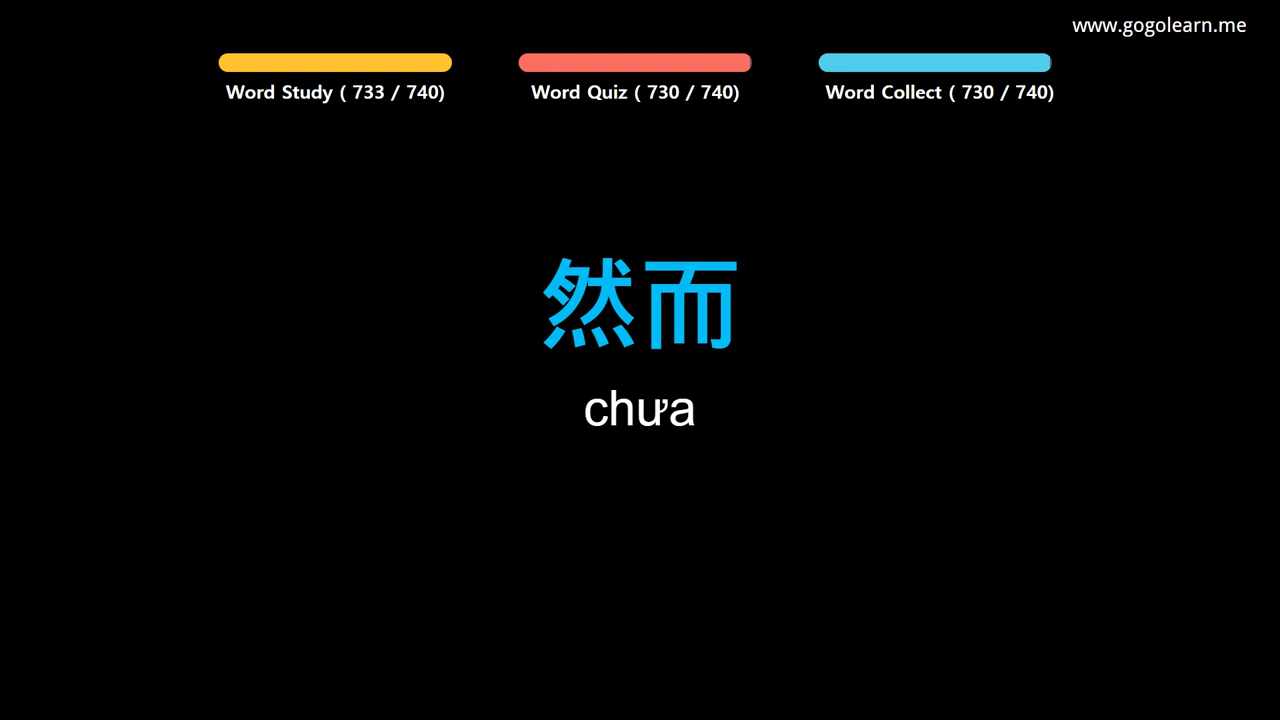 www.gogolearn.me
Word Study ( 733 / 740)
Word Quiz ( 730 / 740)
Word Collect ( 730 / 740)
然而
chưa